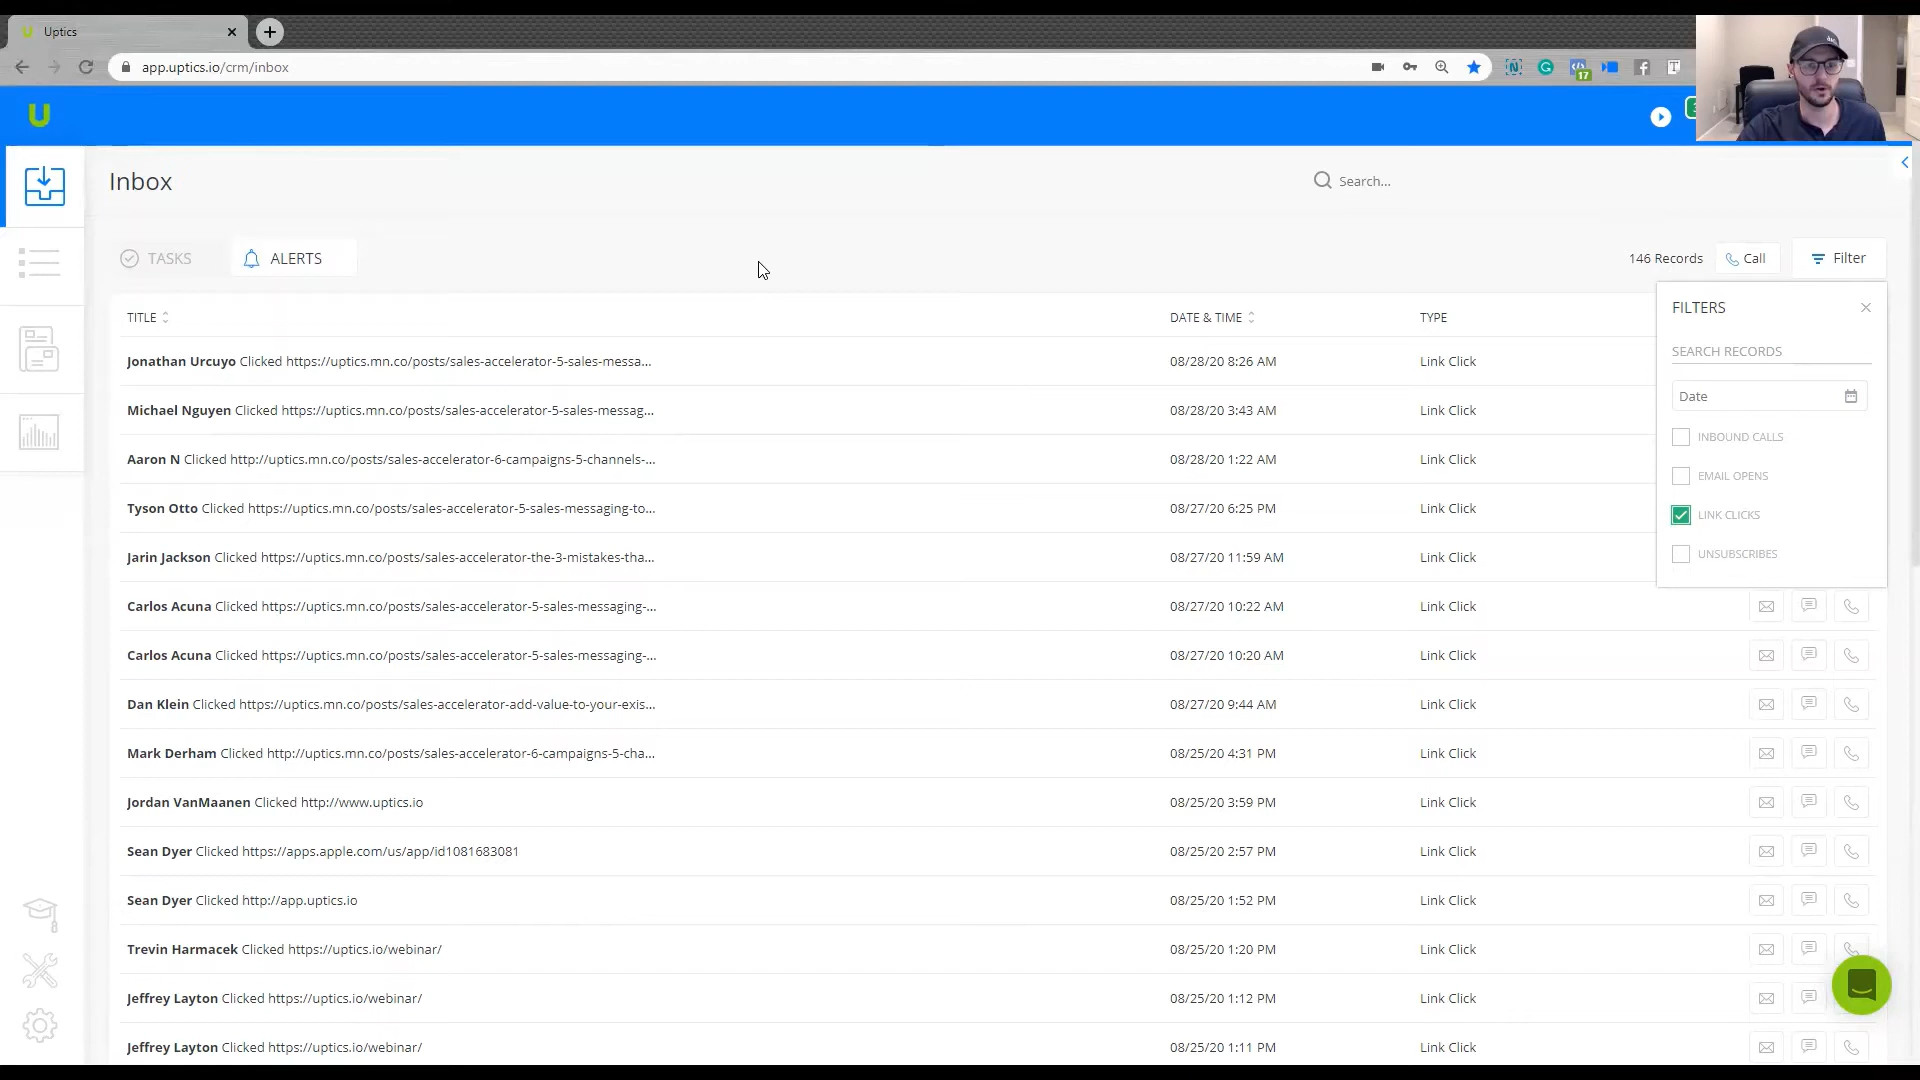 Uptics
app.uptics.io/crm/inbox
17
U
Inbox
Search...
TASKS
ALERTS
146 Records
Call
Filter
TITLE
DATE & TIME
TYPE
FILTERS
SEARCH RECORDS
Date
INBOUND CALLS
EMAIL OPENS
LINK CLICKS
UNSUBSCRIBES
Jonathan Urcuyo Clicked https://uptics.mn.co/posts/sales-accelerator-5-sales-messa... 08/28/20 8:26 AM Link Click
Michael Nguyen Clicked https://uptics.mn.co/posts/sales-accelerator-5-sales-messag... 08/28/20 3:43 AM Link Click
Aaron N Clicked http://uptics.mn.co/posts/sales-accelerator-6-campaigns-5-channels-... 08/28/20 1:22 AM Link Click
Tyson Otto Clicked https://uptics.mn.co/posts/sales-accelerator-5-sales-messaging-to... 08/27/20 6:25 PM Link Click
Jarin Jackson Clicked https://uptics.mn.co/posts/sales-accelerator-the-3-mistakes-tha... 08/27/20 11:59 AM Link Click
Carlos Acuna Clicked https://uptics.mn.co/posts/sales-accelerator-5-sales-messaging-... 08/27/20 10:22 AM Link Click
Carlos Acuna Clicked https://uptics.mn.co/posts/sales-accelerator-5-sales-messaging-... 08/27/20 10:20 AM Link Click
Dan Klein Clicked https://uptics.mn.co/posts/sales-accelerator-add-value-to-your-exis... 08/27/20 9:44 AM Link Click
Mark Derham Clicked http://uptics.mn.co/posts/sales-accelerator-6-campaigns-5-cha... 08/25/20 4:31 PM Link Click
Jordan VanMaanen Clicked http://www.uptics.io 08/25/20 3:59 PM Link Click
Sean Dyer Clicked https://apps.apple.com/us/app/id1081683081 08/25/20 2:57 PM Link Click
Sean Dyer Clicked http://app.uptics.io 08/25/20 1:52 PM Link Click
Trevin Harmacek Clicked https://uptics.io/webinar/ 08/25/20 1:20 PM Link Click
Jeffrey Layton Clicked https://uptics.io/webinar/ 08/25/20 1:12 PM Link Click
Jeffrey Layton Clicked https://uptics.io/webinar/ 08/25/20 1:11 PM Link Click